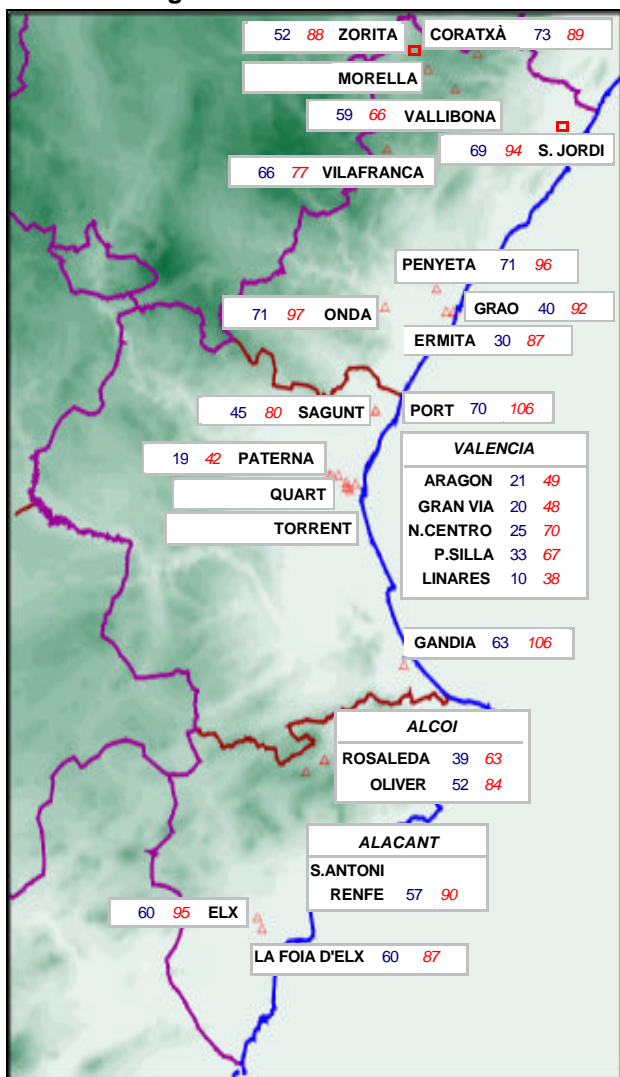 52 88 ZORITA
CORATXÀ 73 89
MORELLA
59 66 VALLIBONA
69 94 S. JORDI
66 77 VILAFRANCA
PENYETA 71 96
71 97 ONDA
GRAO 40 92
ERMITA 30 87
45 80 SAGUNT
PORT 70 106
19 42 PATERNA
QUART
TORRENT
VALENCIA
ARAGON 21 49
GRAN VIA 20 48
N.CENTRO 25 70
P.SILLA 33 67
LINARES 10 38
GANDIA 63 106
ALCOI
ROSALEDA 39 63
OLIVER 52 84
ALACANT
S.ANTONI
RENFE 57 90
60 95 ELX
LA FOIA D'ELX 60 87